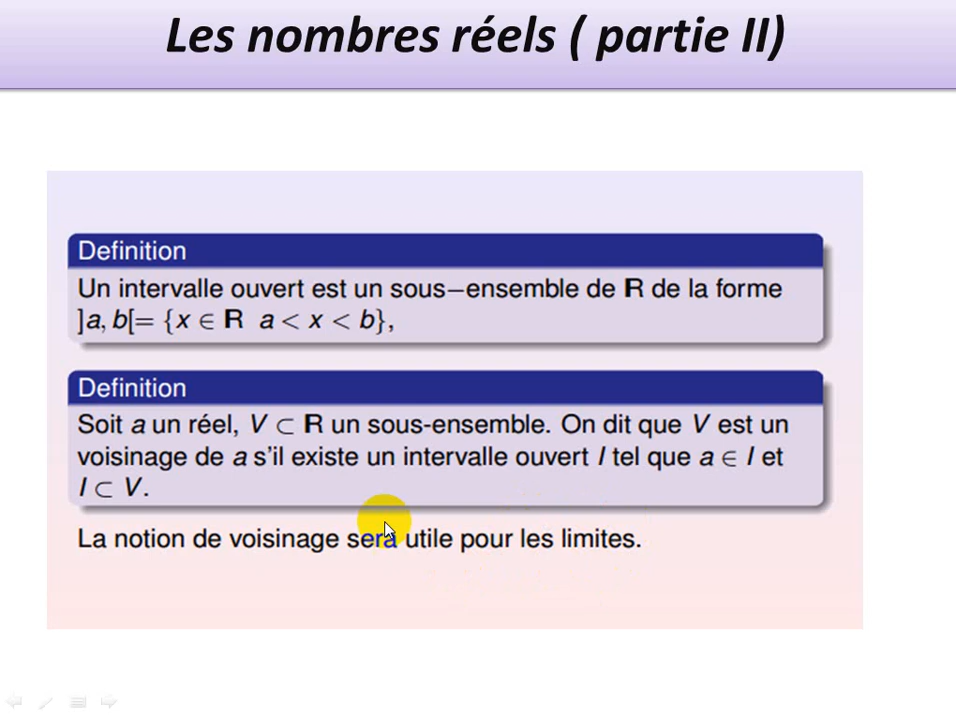 Les nombres réels ( partie II)
Definition
Un intervalle ouvert est un sous−ensemble de R de la forme
]a, b[= {x ∈ R a < x < b},
Definition
Soit a un réel, V ⊂ R un sous-ensemble. On dit que V est un
voisinage de a s'il existe un intervalle ouvert I tel que a ∈ I et
I ⊂ V.
La notion de voisinage sera utile pour les limites.